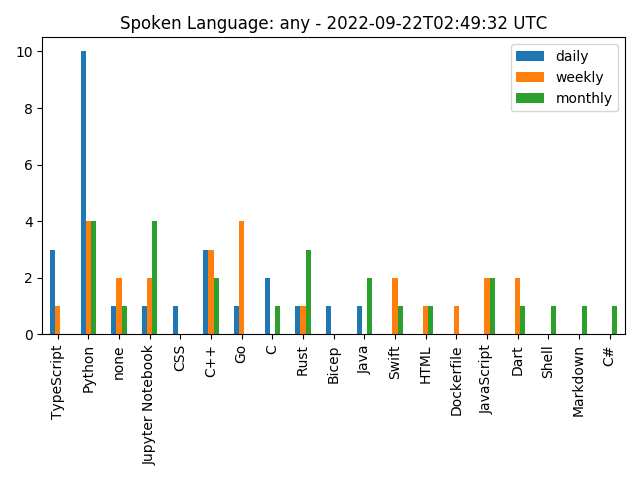 Spoken Language: any - 2022-09-22T02:49:32 UTC
daily
weekly
monthly
10
8
6
4
2
0
TypeScript
Python
none
Jupyter Notebook
CSS
C++
Go
C
Rust
Bicep
Java
Swift
HTML
Dockerfile
JavaScript
Dart
Shell
Markdown
C#